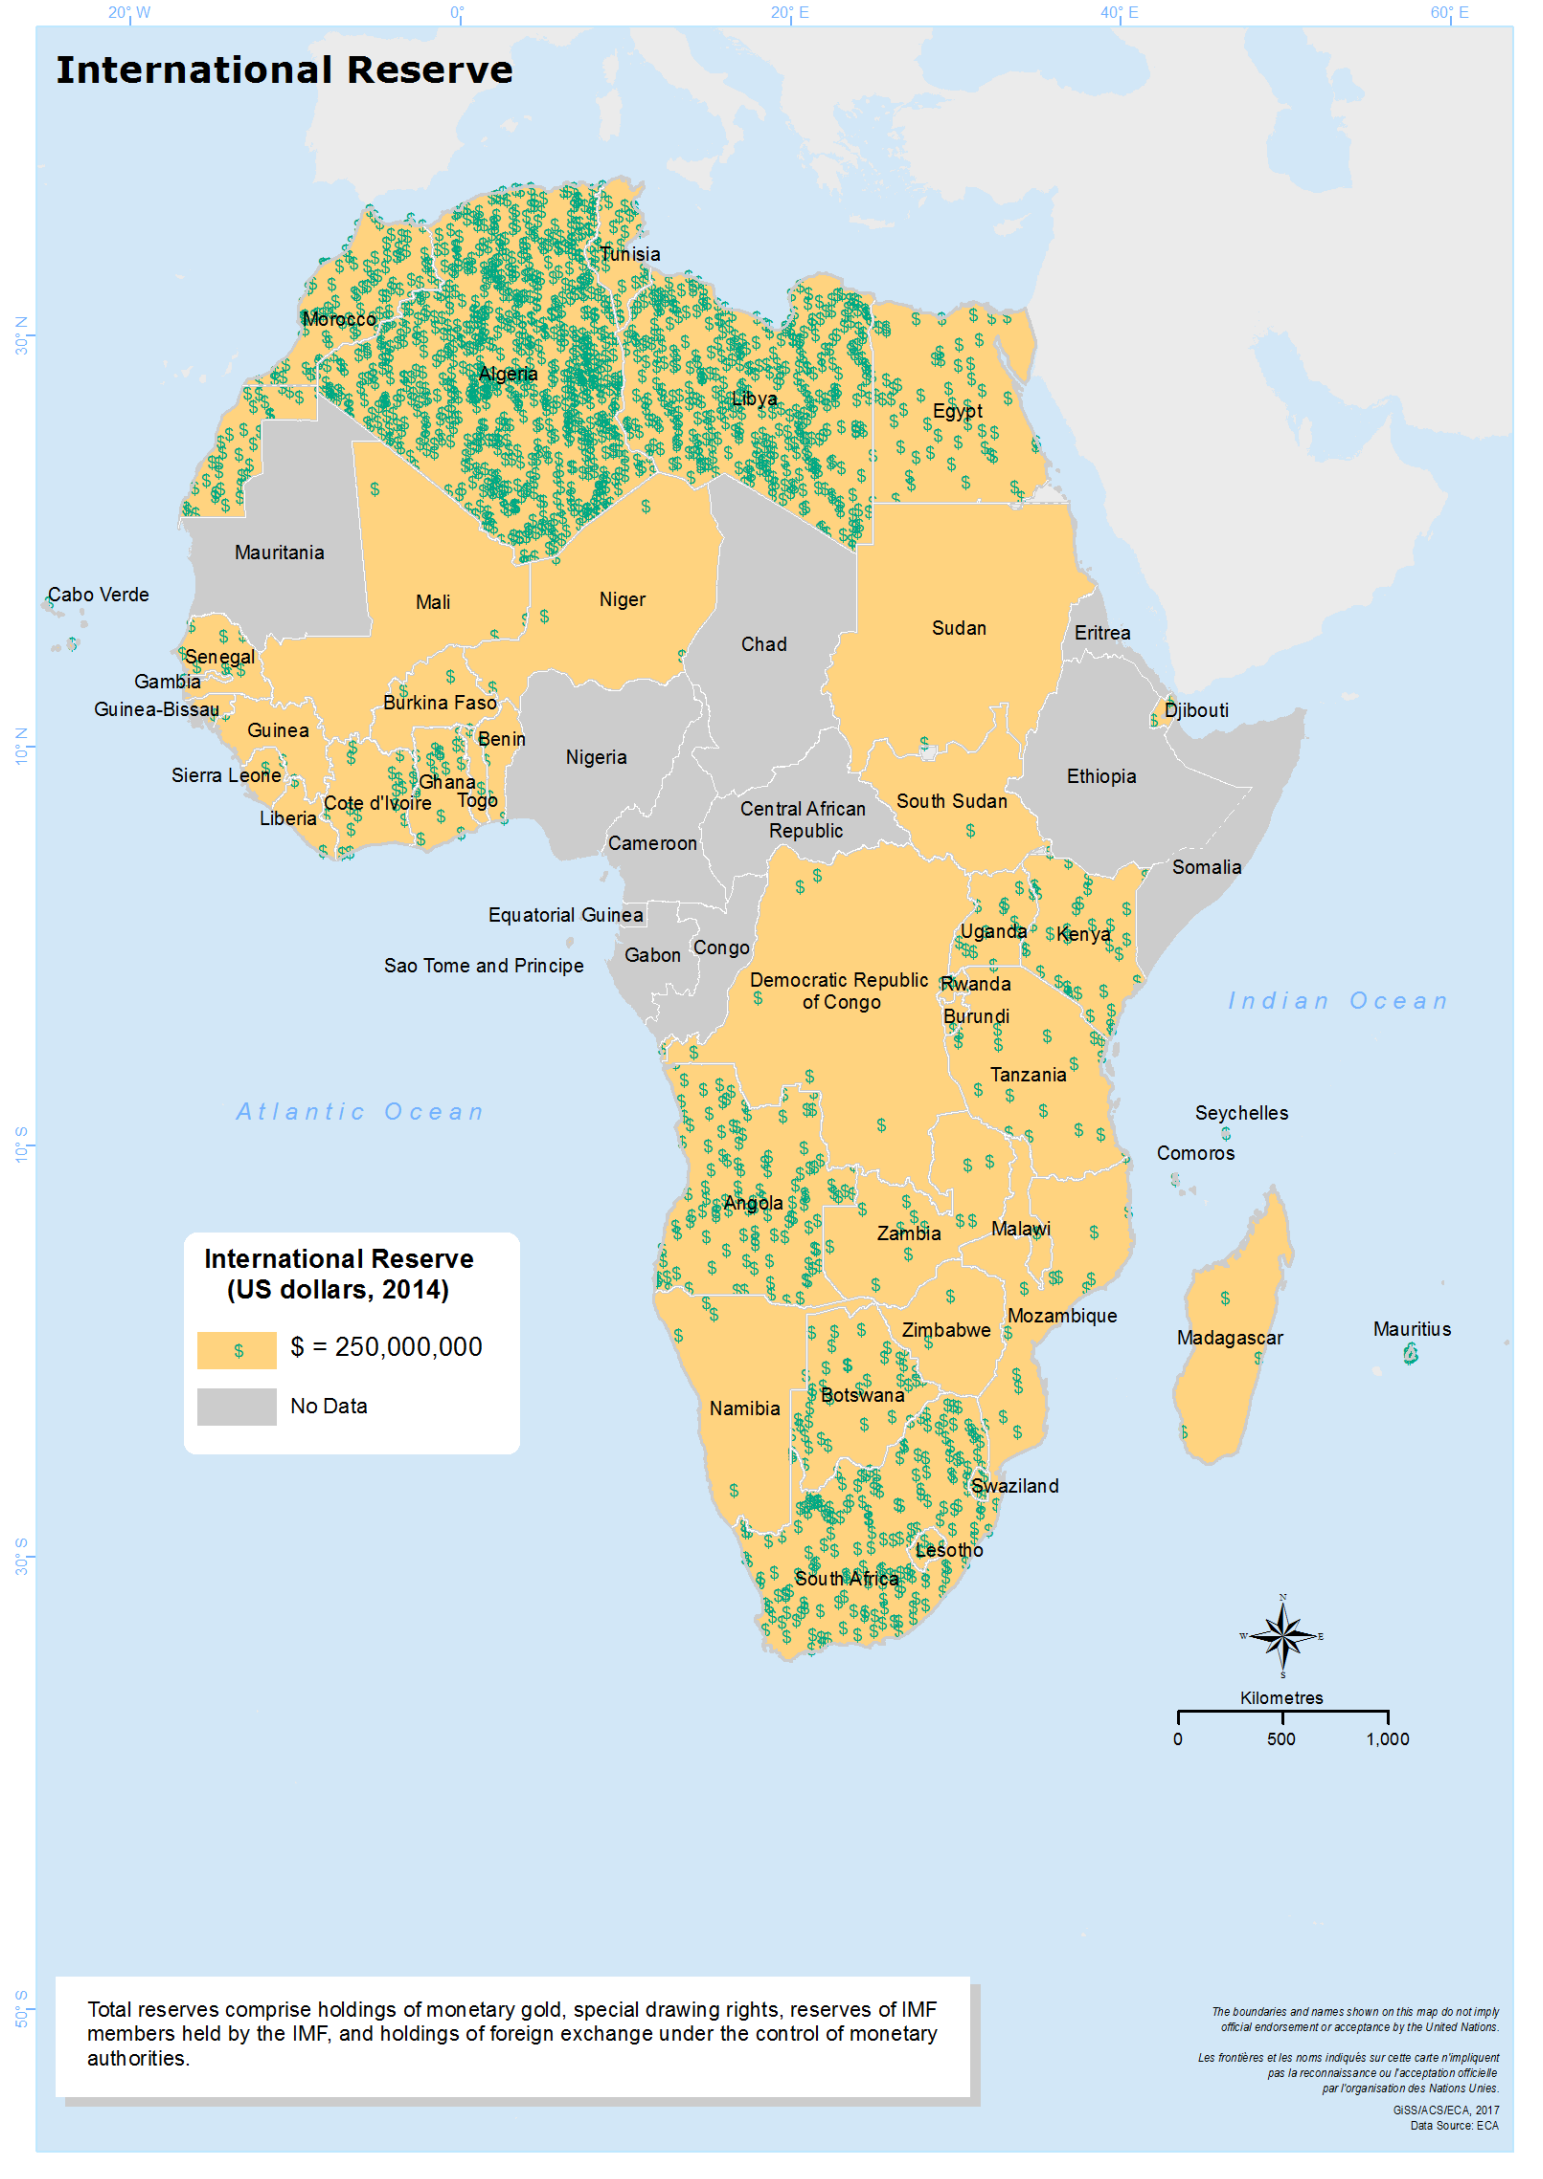 20° W
0°
20° E
40° E
60° E
International Reserve
30° N
10° N
10° S
30° S
50° S
Tunisia
Morocco
Algeria
Libya
Egypt
Mauritania
Cabo Verde
Mali
Niger
Chad
Sudan
Eritrea
Senegal
Gambia
Guinea-Bissau
Burkina Faso
Djibouti
Guinea
Benin
Nigeria
Sierra Leone
Ghana
Ethiopia
Cote d'Ivoire
Togo
South Sudan
Liberia
Central African
Republic
Cameroon
Somalia
Equatorial Guinea
Uganda
Kenya
Gabon
Congo
Sao Tome and Principe
Democratic Republic
of Congo
Rwanda
Indian Ocean
Burundi
Tanzania
Atlantic Ocean
Seychelles
Comoros
Angola
Zambia
Malawi
Mozambique
Zimbabwe
Madagascar
Mauritius
Botswana
Namibia
Swaziland
Lesotho
South Africa
International Reserve
(US dollars, 2014)
$ $ = 250,000,000
No Data
N
W E
S
Kilometres
0 500 1,000
Total reserves comprise holdings of monetary gold, special drawing rights, reserves of IMF
members held by the IMF, and holdings of foreign exchange under the control of monetary
authorities.
The boundaries and names shown on this map do not imply
official endorsement or acceptance by the United Nations.
Les frontières et les noms indiqués sur cette carte n'impliquent
pas la reconnaissance ou l'acceptation officielle
par l'organisation des Nations Unies.
GiSS/ACS/ECA, 2017
Data Source: ECA